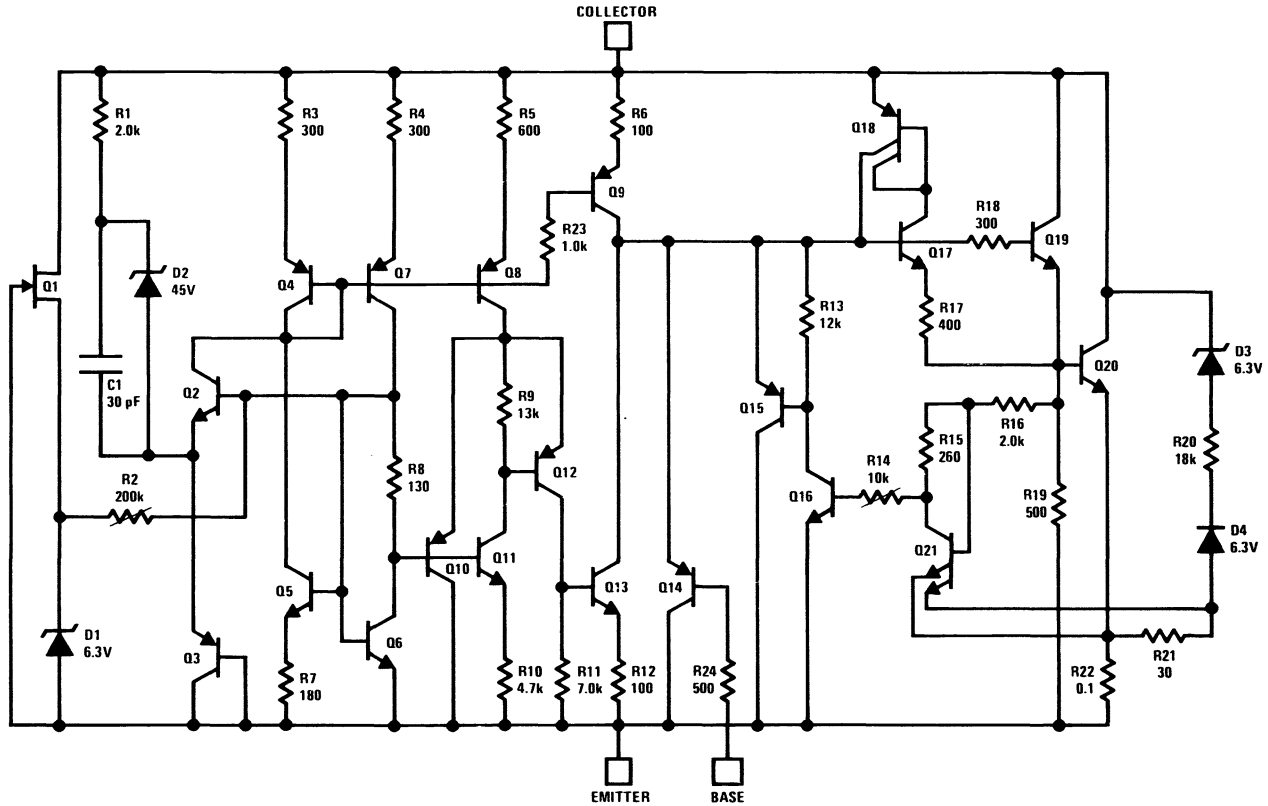 COLLECTOR
R1
2.0k
R3
300
R4
300
R5
600
R6
100
Q18
Q9
R23
1.0k
R18
300
Q17
Q19
Q1
D2
45V
Q4
Q7
Q8
R13
12k
R17
400
C1
30 pF
Q2
R9
13k
Q15
Q20
D3
6.3V
R2
200k
R8
130
Q12
R14
10k
Q16
R15
260
R16
2.0k
R20
18k
R19
500
Q5
Q10
Q11
Q13
Q14
Q21
D4
6.3V
D1
6.3V
Q3
Q6
R7
180
R10
4.7k
R11
7.0k
R12
100
R24
500
R22
0.1
R21
30
EMITTER
BASE